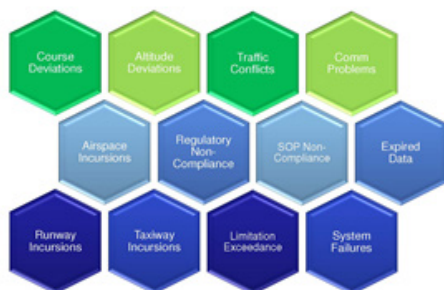 Course
Deviations
Altitude
Deviations
Traffic
Conflicts
Comm
Problems
Airspace
Incursions
Regulatory
Non-
Compliance
SOP Non-
Compliance
Expired
Data
Runway
Incursions
Taxiway
Incursions
Limitation
Exceedance
System
Failures